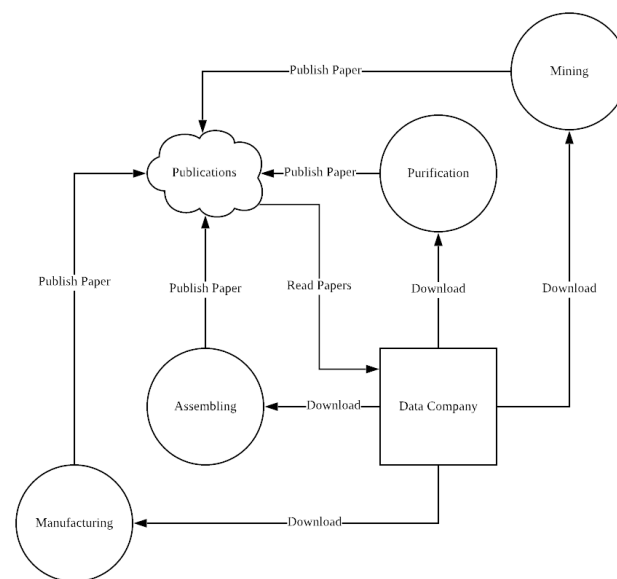 Publish Paper
Mining
Publications
Publish Paper
Purification
Publish Paper
Publish Paper
Read Papers
Download
Download
Assembling
Download
Data Company
Manufacturing
Download